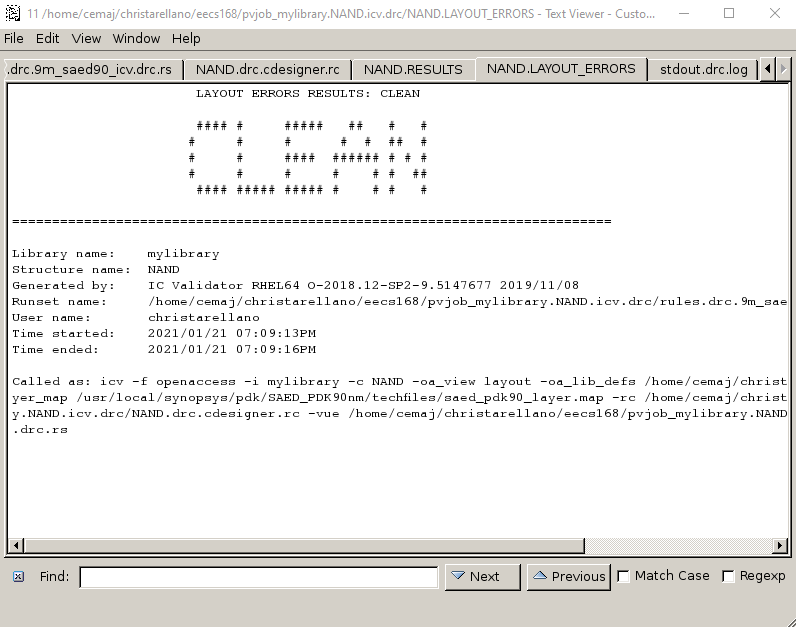 11 /home/cemaj/christarellano/eecs168/pvjob_mylibrary.NAND.icv.drc/NAND.LAYOUT_ERRORS - Text Viewer - Custo...
File Edit View Window Help
.drc.9m_saed90_icv.drc.rs NAND.drc.cdesigner.rc NAND.RESULTS NAND.LAYOUT_ERRORS stdout.drc.log
LAYOUT ERRORS RESULTS: CLEAN
#### # ##### ## # #
# # # # # ## #
# # #### ###### # # #
# # # # # # ##
#### ##### ##### # # # #
===========================================================================
Library name: mylibrary
Structure name: NAND
Generated by: IC Validator RHEL64 O-2018.12-SP2-9.5147677 2019/11/08
Runset name: /home/cemaj/christarellano/eecs168/pvjob_mylibrary.NAND.icv.drc/rules.drc.9m_sae
User name: christarellano
Time started: 2021/01/21 07:09:13PM
Time ended: 2021/01/21 07:09:16PM
Called as: icv -f openaccess -i mylibrary -c NAND -oa_view layout -oa_lib_defs /home/cemaj/christ
yer_map /usr/local/synopsys/pdk/SAED_PDK90nm/techfiles/saed_pdk90_layer.map -rc /home/cemaj/christ
y.NAND.icv.drc/NAND.drc.cdesigner.rc -vue /home/cemaj/christarellano/eecs168/pvjob_mylibrary.NAND
.drc.rs
Find: Next Previous Match Case Regexp